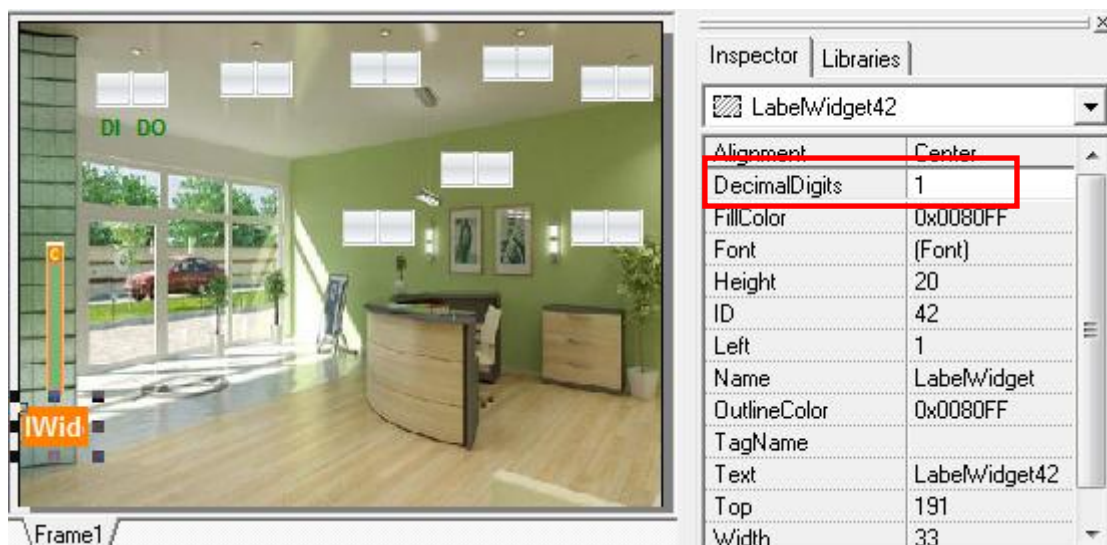 DI DO
C
lWid
Frame1
Inspector Libraries
LabelWidget42
Alignment Center
DecimalDigits 1
FillColor 0x0080FF
Font (Font)
Height 20
ID 42
Left 1
Name LabelWidget
OutlineColor 0x0080FF
TagName
Text LabelWidget42
Top 191
Width 33